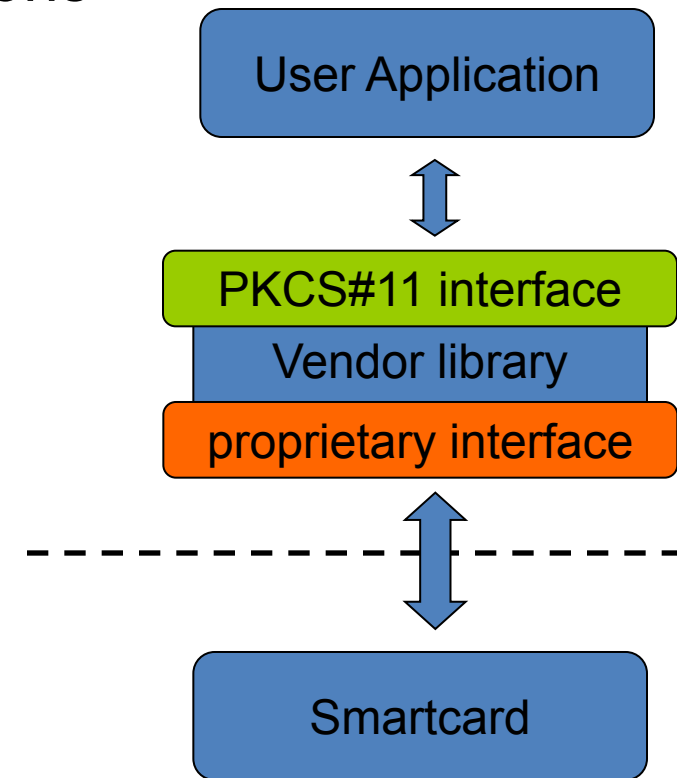 User Application
PKCS#11 interface
Vendor library
proprietary interface
Smartcard